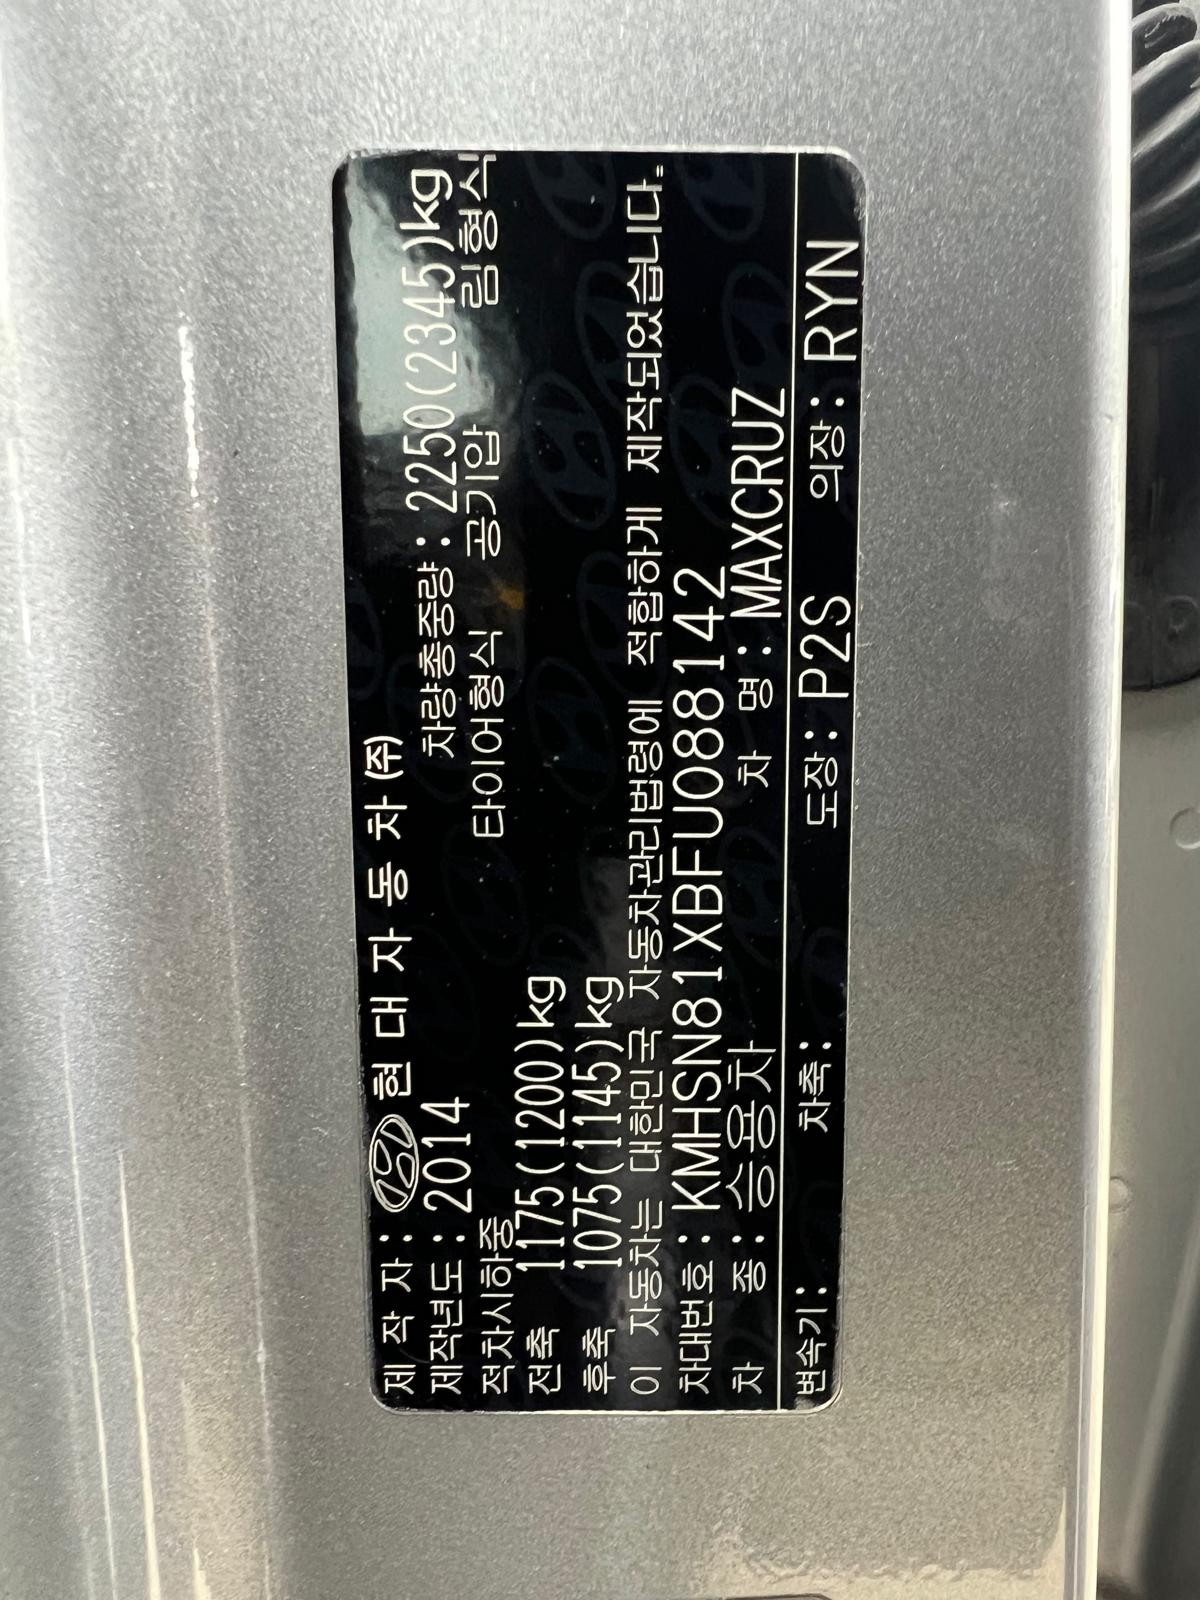 제 작 자 : 현 대 자 동 차 (주)
제작년도 : 2014 차량총중량 : 2250(2345)kg
적차시하중 타이어형식 공기압 림형식
전축 1175(1200)kg
후축 1075(1145)kg
이 자동차는 대한민국 자동차관리법령에 적합하게 제작되었습니다.
차대번호 : KMHSN81XBFU088142
차 종 : 승용차 차 명 : MAXCRUZ
변속기 : 차축 : 도장 : P2S 의장 : RYN